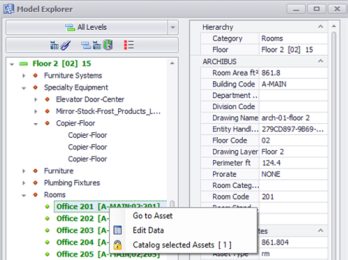 Model Explorer
All Levels
Floor 2 [02] 15
Furniture Systems
Specialty Equipment
Elevator Door-Center
Mirror-Stock-Frost_Products_L...
Copier-Floor
Copier-Floor
Copier-Floor
Copier-Floor
Furniture
Plumbing Fixtures
Rooms
Office 201 [A-MAIN;02;201]
Office 202
Office 203
Office 204
Office 205 [A-MAIN;02;205]
Go to Asset
Edit Data
Catalog selected Assets [ 1 ]
Hierarchy
Category Rooms
Floor Floor 2 [02] 15
ARCHIBUS
Room Area ft² 861.8
Building Code A-MAIN
Department ...
Division Code
Drawing Name arch-01-floor 2
Entity Handl... 279CD897-9B69-...
Floor Code 02
Drawing Layer Floor 2
Perimeter ft 124.4
Prorate NONE
Room Categ...
Room Code 201
861.804
Asset Type rm